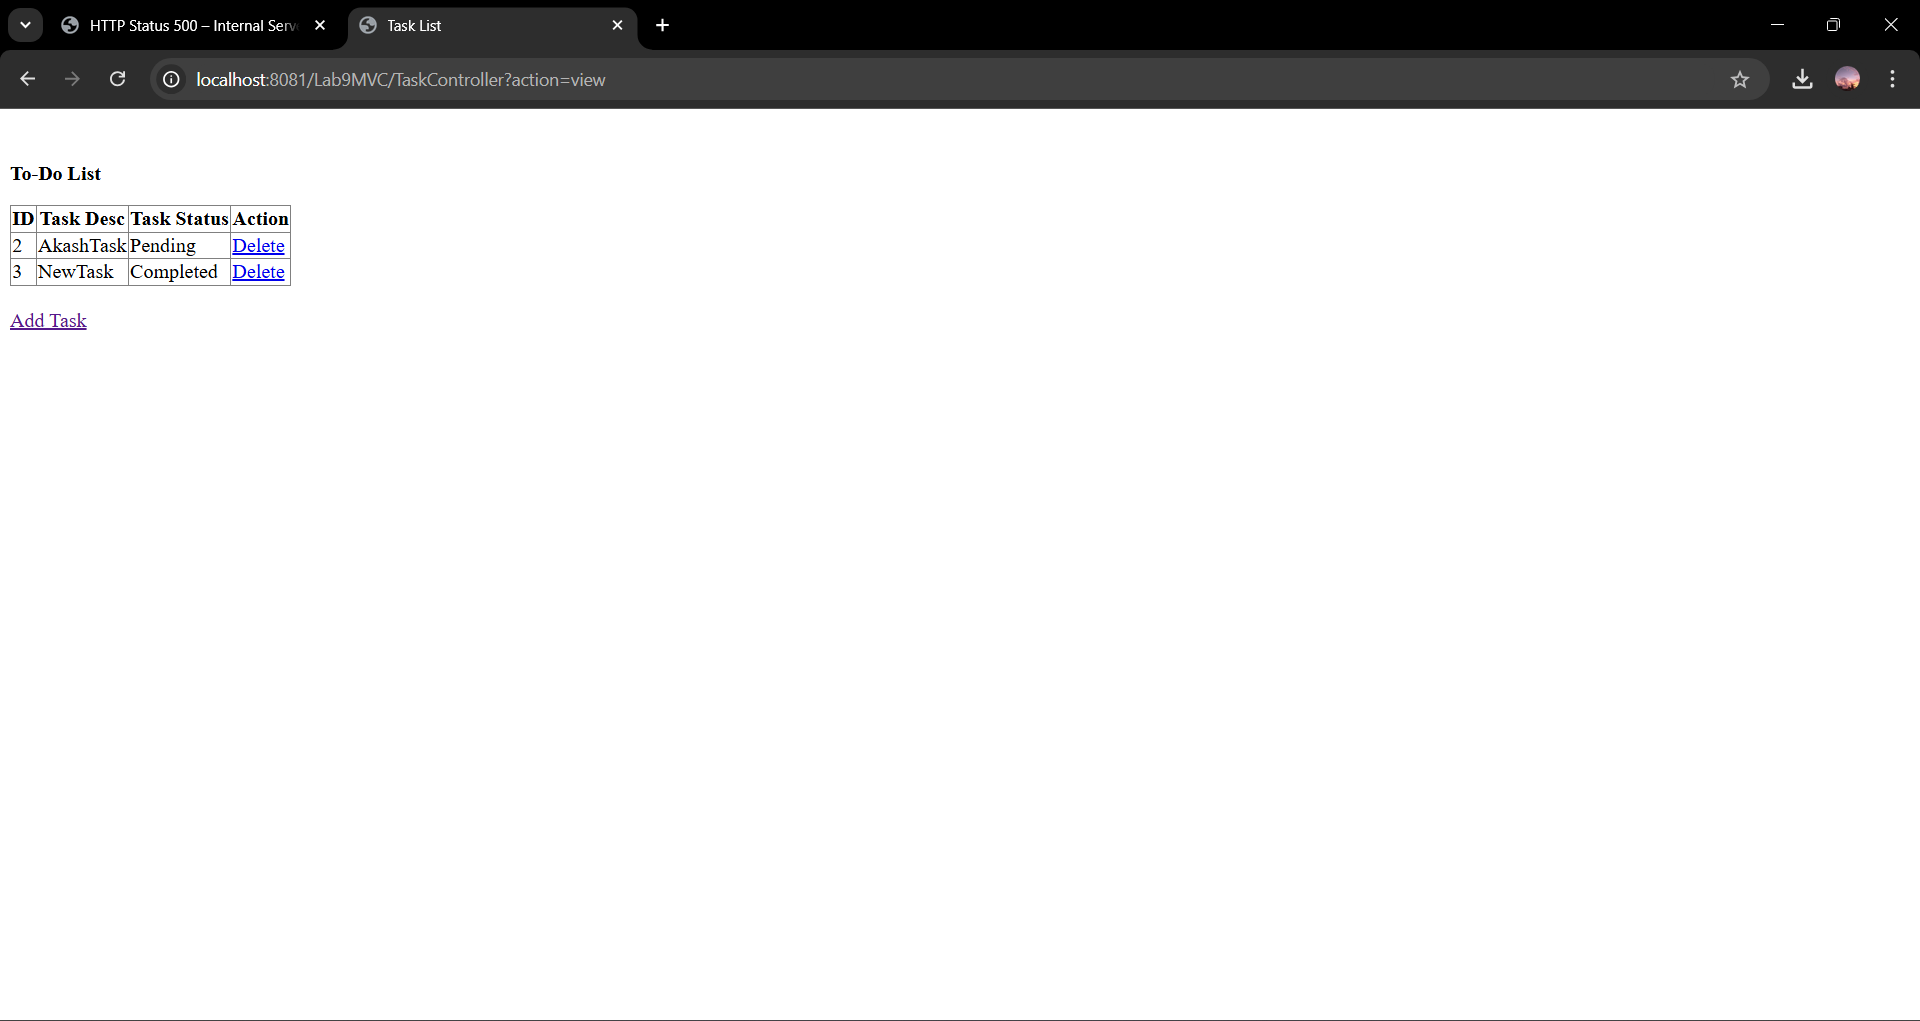 HTTP Status 500 – Internal Serv
Task List
localhost:8081/Lab9MVC/TaskController?action=view
To-Do List
ID Task Desc Task Status Action
2 AkashTask Pending Delete
3 NewTask Completed Delete
Add Task